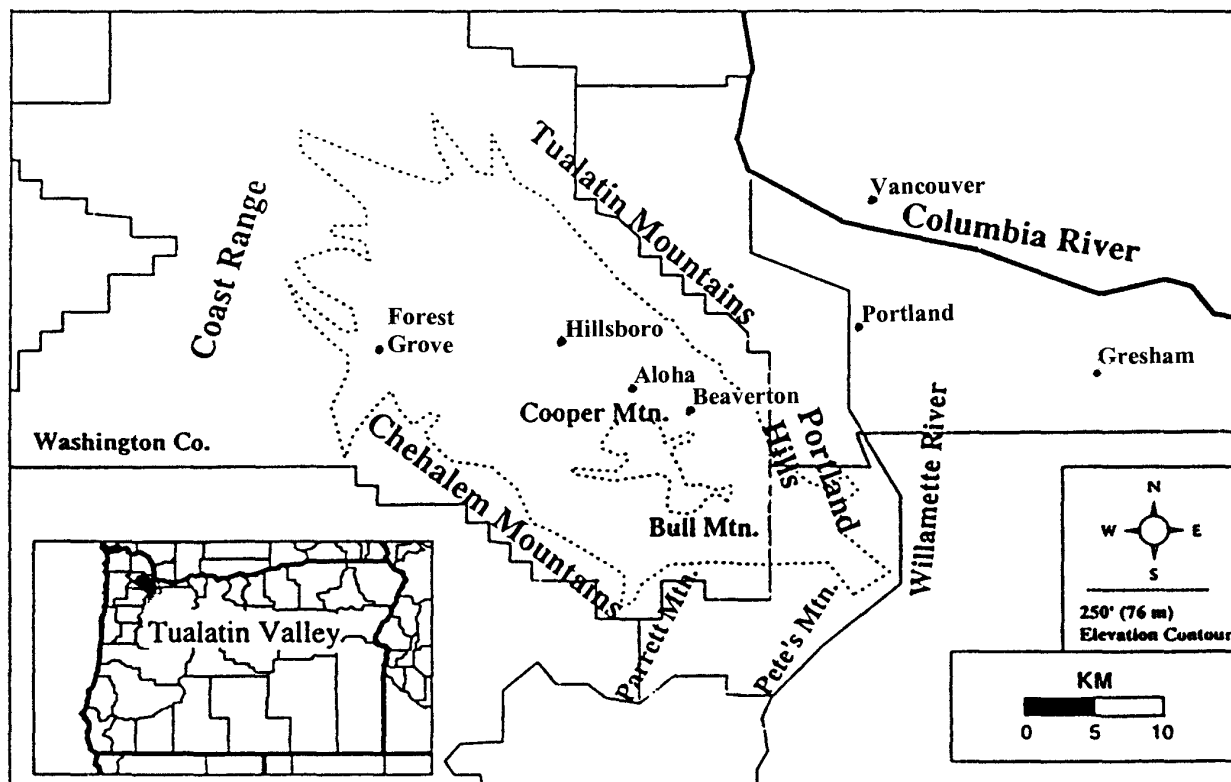 Tualatin Mountains
Vancouver
Columbia River
Coast Range
Portland
Forest
Grove
Hillsboro
Gresham
Aloha
Beaverton
Cooper Mtn.
Washington Co.
Chehalem Mountains
Portland
Hills
Willamette River
Bull Mtn.
Parrett Mtn.
Pete's Mtn.
Tualatin Valley
N
W E
S
250' (76 m)
Elevation Contour
KM
0 5 10